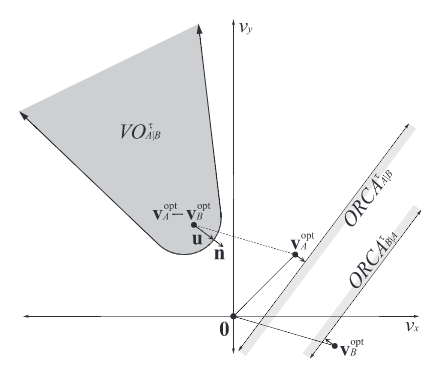 v_y
VO^τ_{A|B}
v_A^opt − v_B^opt
u
n
v_A^opt
ORCA^τ_{A|B}
ORCA^τ_{B|A}
0
v_x
v_B^opt